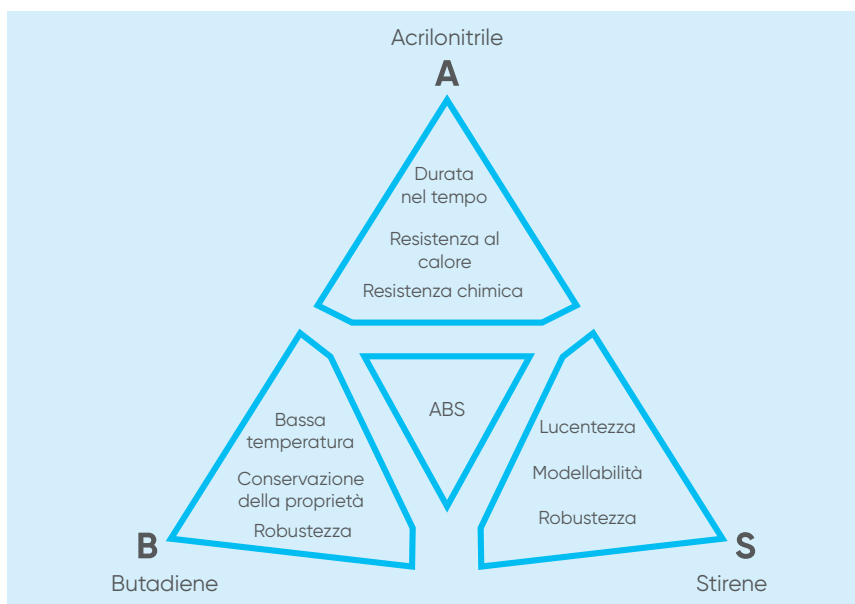 Acrilonitrile
A
Durata
nel tempo
Resistenza al
calore
Resistenza chimica
ABS
Bassa
temperatura
Conservazione
della proprietà
Robustezza
B
Butadiene
Lucentezza
Modellabilità
Robustezza
S
Stirene